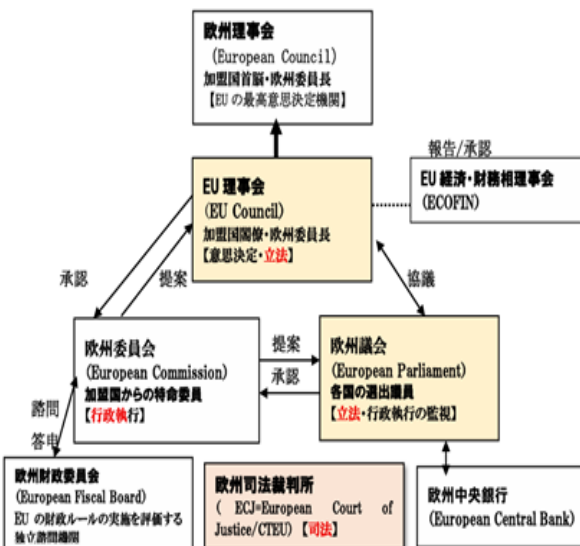 欧州理事会
(European Council)
加盟国首脳・欧州委員長
【EUの最高意思決定機関】
報告/承認
EU 理事会
(EU Council)
加盟国閣僚・欧州委員長
【意思決定・立法】
EU 経済・財務相理事会
(ECOFIN)
承認
提案
協議
欧州委員会
(European Commission)
加盟国からの特命委員
【行政執行】
提案
承認
欧州議会
(European Parliament)
各国の選出議員
【立法・行政執行の監視】
諮問
答申
欧州財政委員会
(European Fiscal Board)
EU の財政ルールの実施を評価する
独立諮問機関
欧州司法裁判所
( ECJ=European Court of
Justice/CTEU) 【司法】
欧州中央銀行
(European Central Bank)